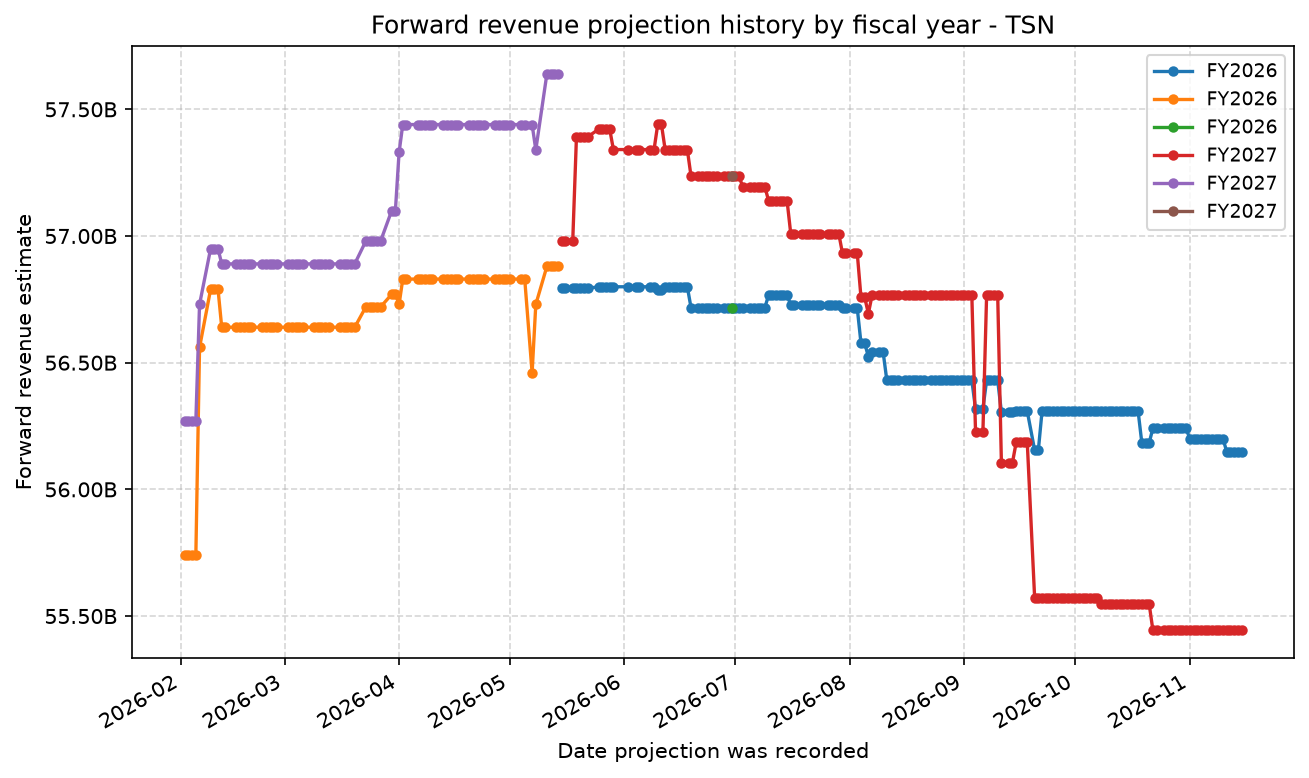 Forward revenue projection history by fiscal year - TSN
FY2026
FY2026
FY2026
FY2027
FY2027
FY2027
57.50B
57.00B
56.50B
56.00B
55.50B
Forward revenue estimate
2026-02
2026-03
2026-04
2026-05
2026-06
2026-07
2026-08
2026-09
2026-10
2026-11
Date projection was recorded